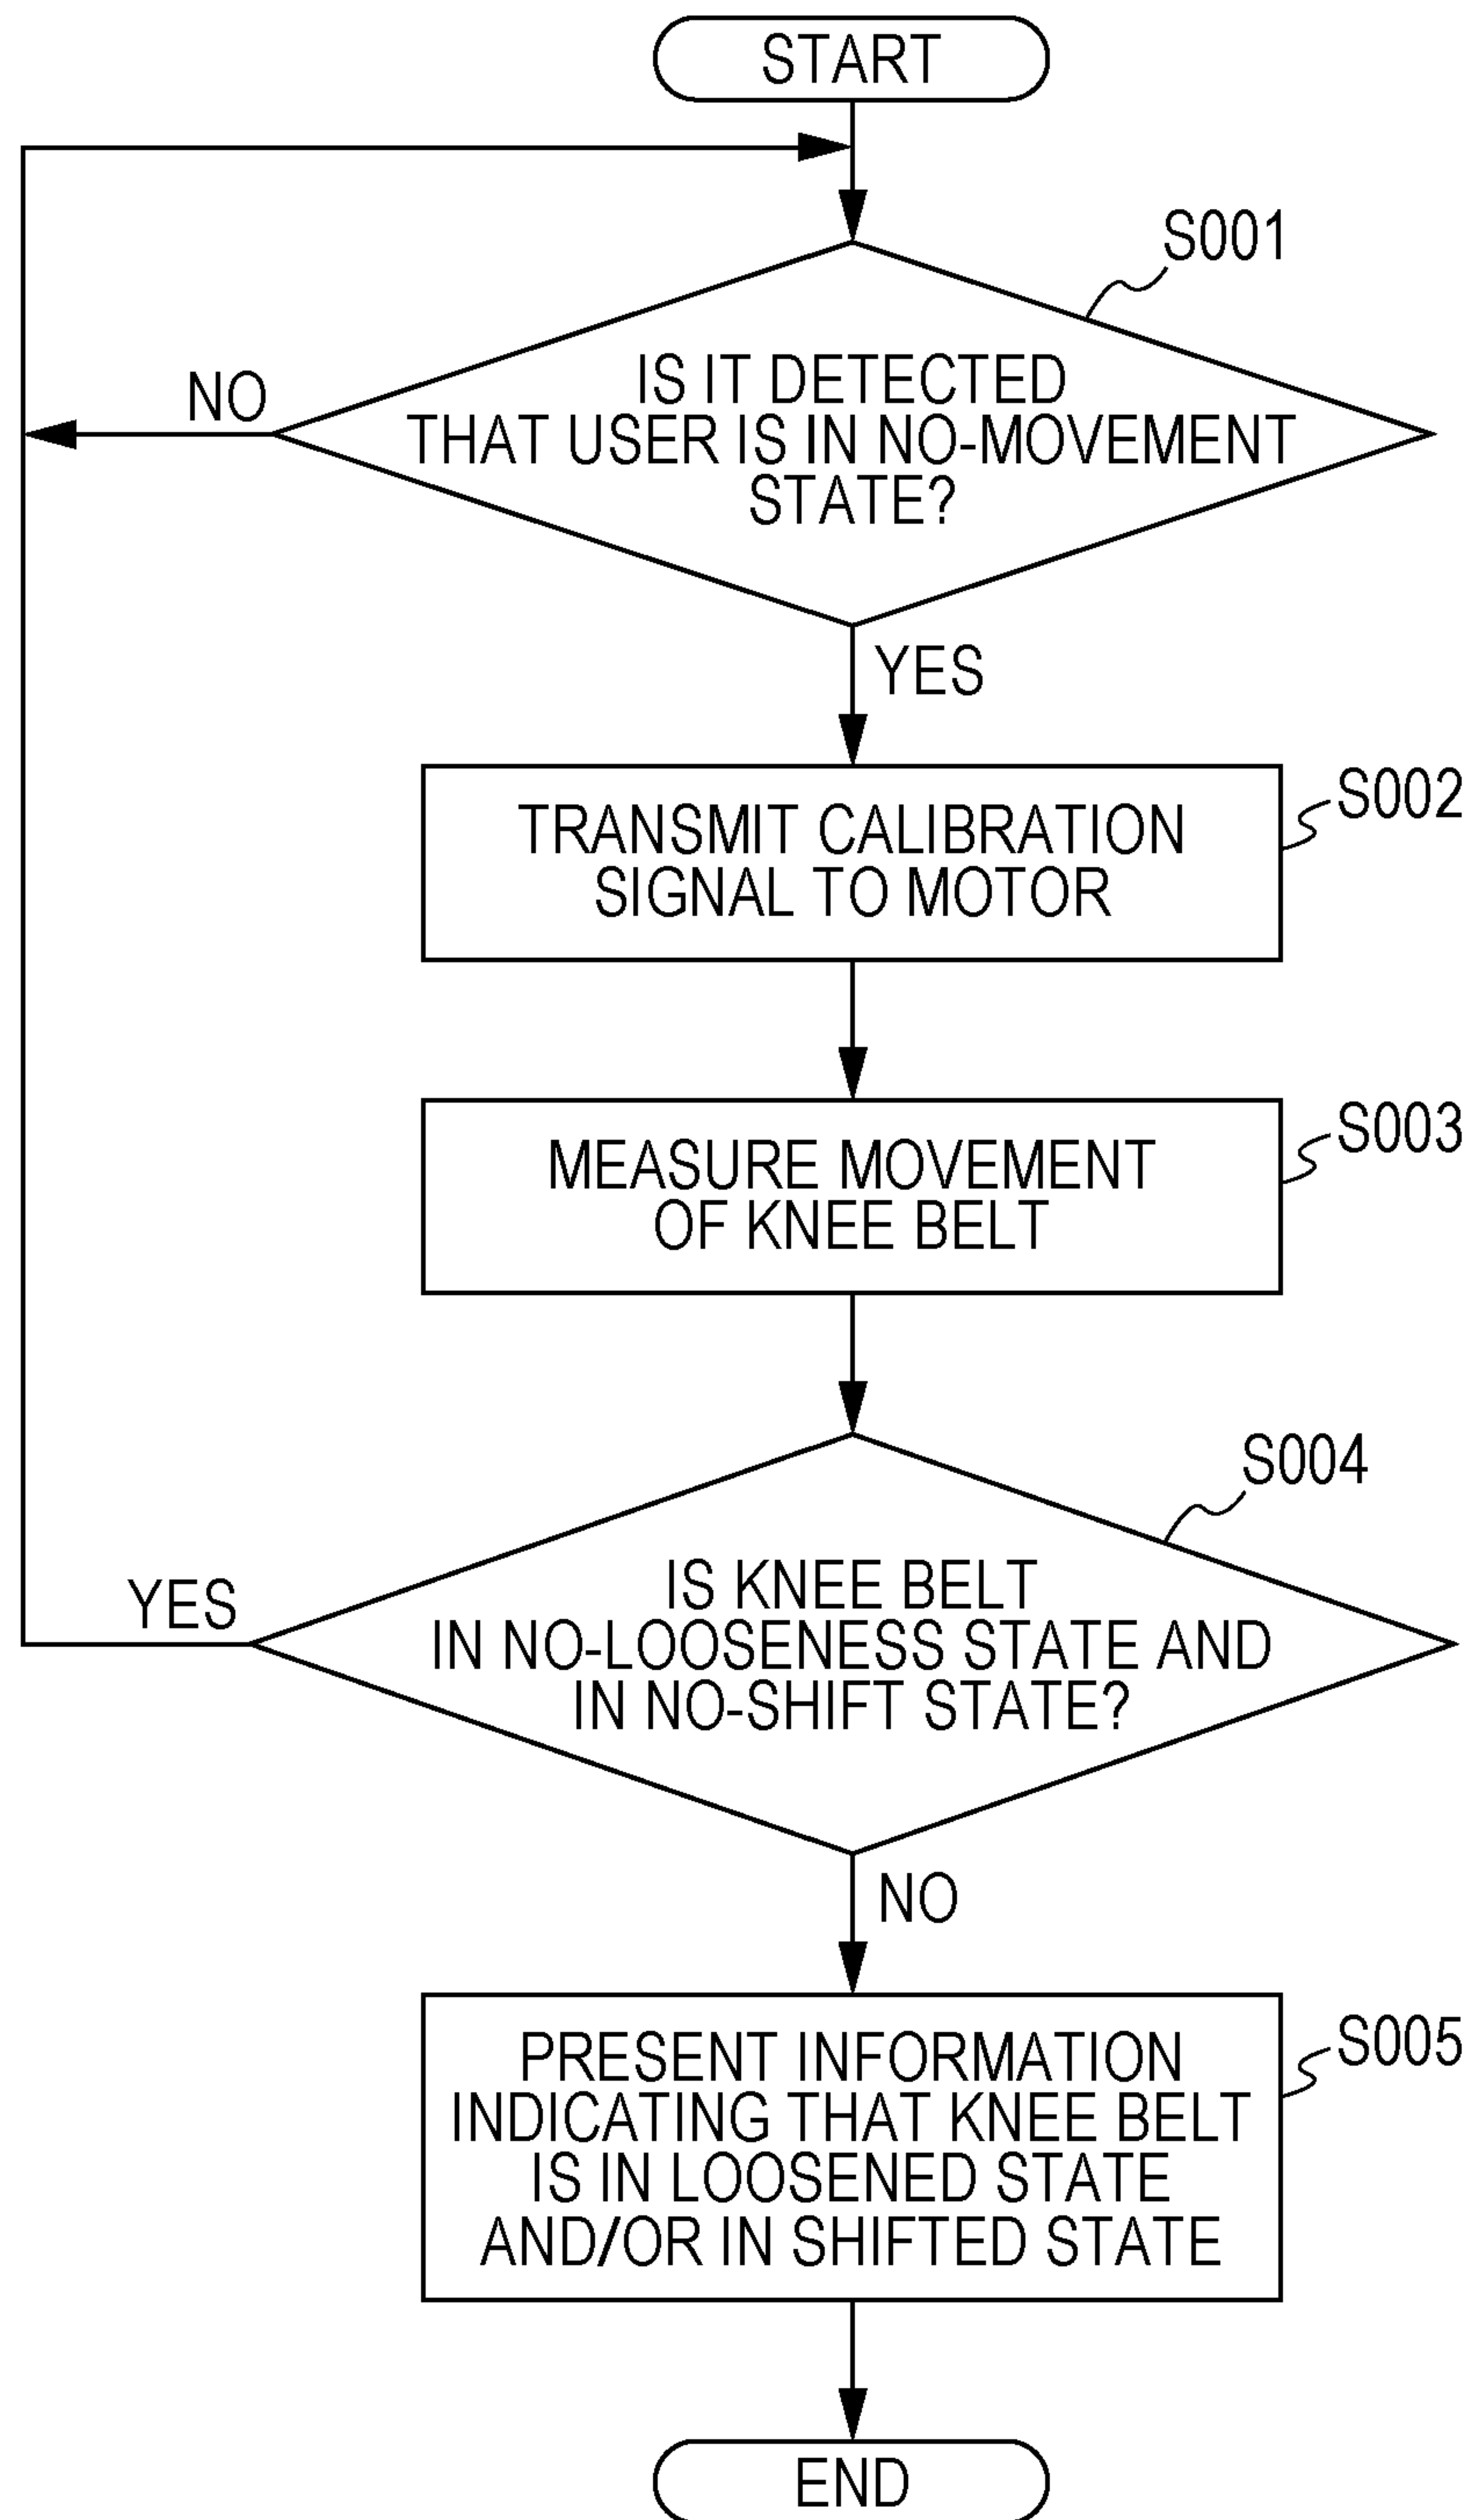 START
S001
IS IT DETECTED
NO
THAT USER IS IN NO-MOVEMENT
STATE?
YES
S002
TRANSMIT CALIBRATION
SIGNAL TO MOTOR
S003
MEASURE MOVEMENT
OF KNEE BELT
S004
IS KNEE BELT
YES
IN NO-LOOSENESS STATE AND
IN NO-SHIFT STATE?
NO
S005
PRESENT INFORMATION
INDICATING THAT KNEE BELT
IS IN LOOSENED STATE
AND/OR IN SHIFTED STATE
END